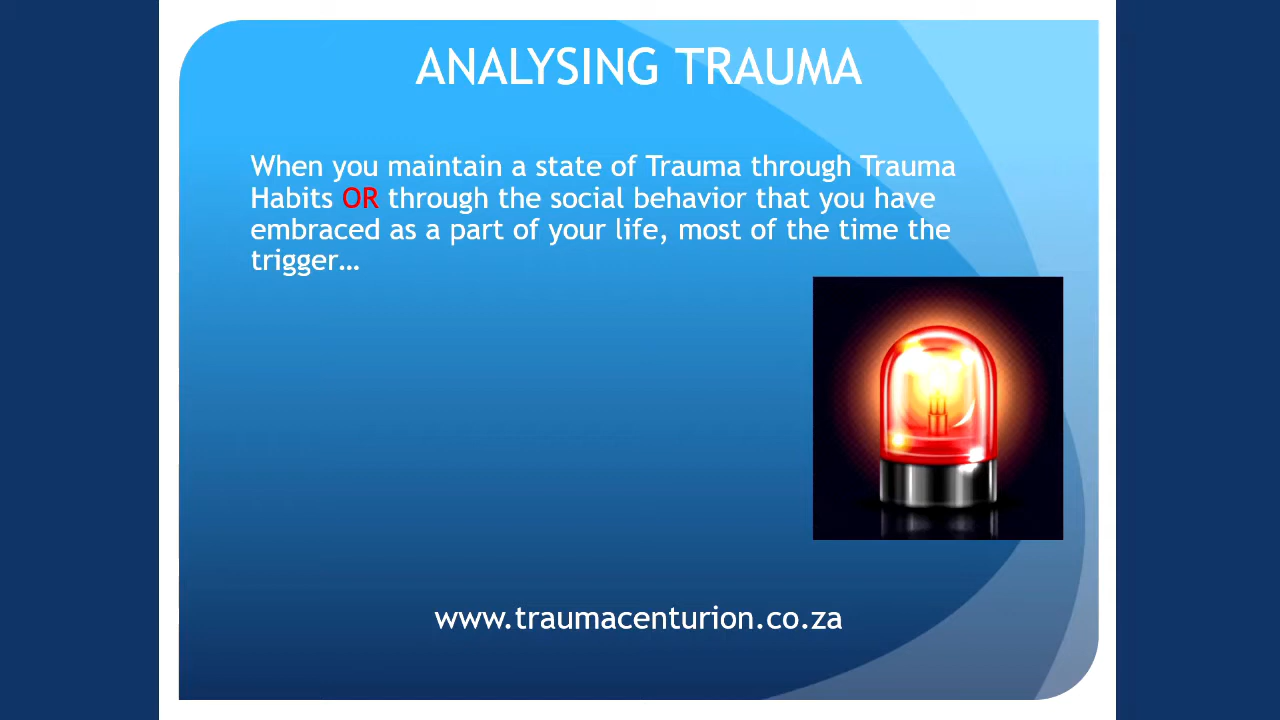 ANALYSING TRAUMA
When you maintain a state of Trauma through Trauma
Habits OR through the social behavior that you have
embraced as a part of your life, most of the time the
trigger…
www.traumacenturion.co.za